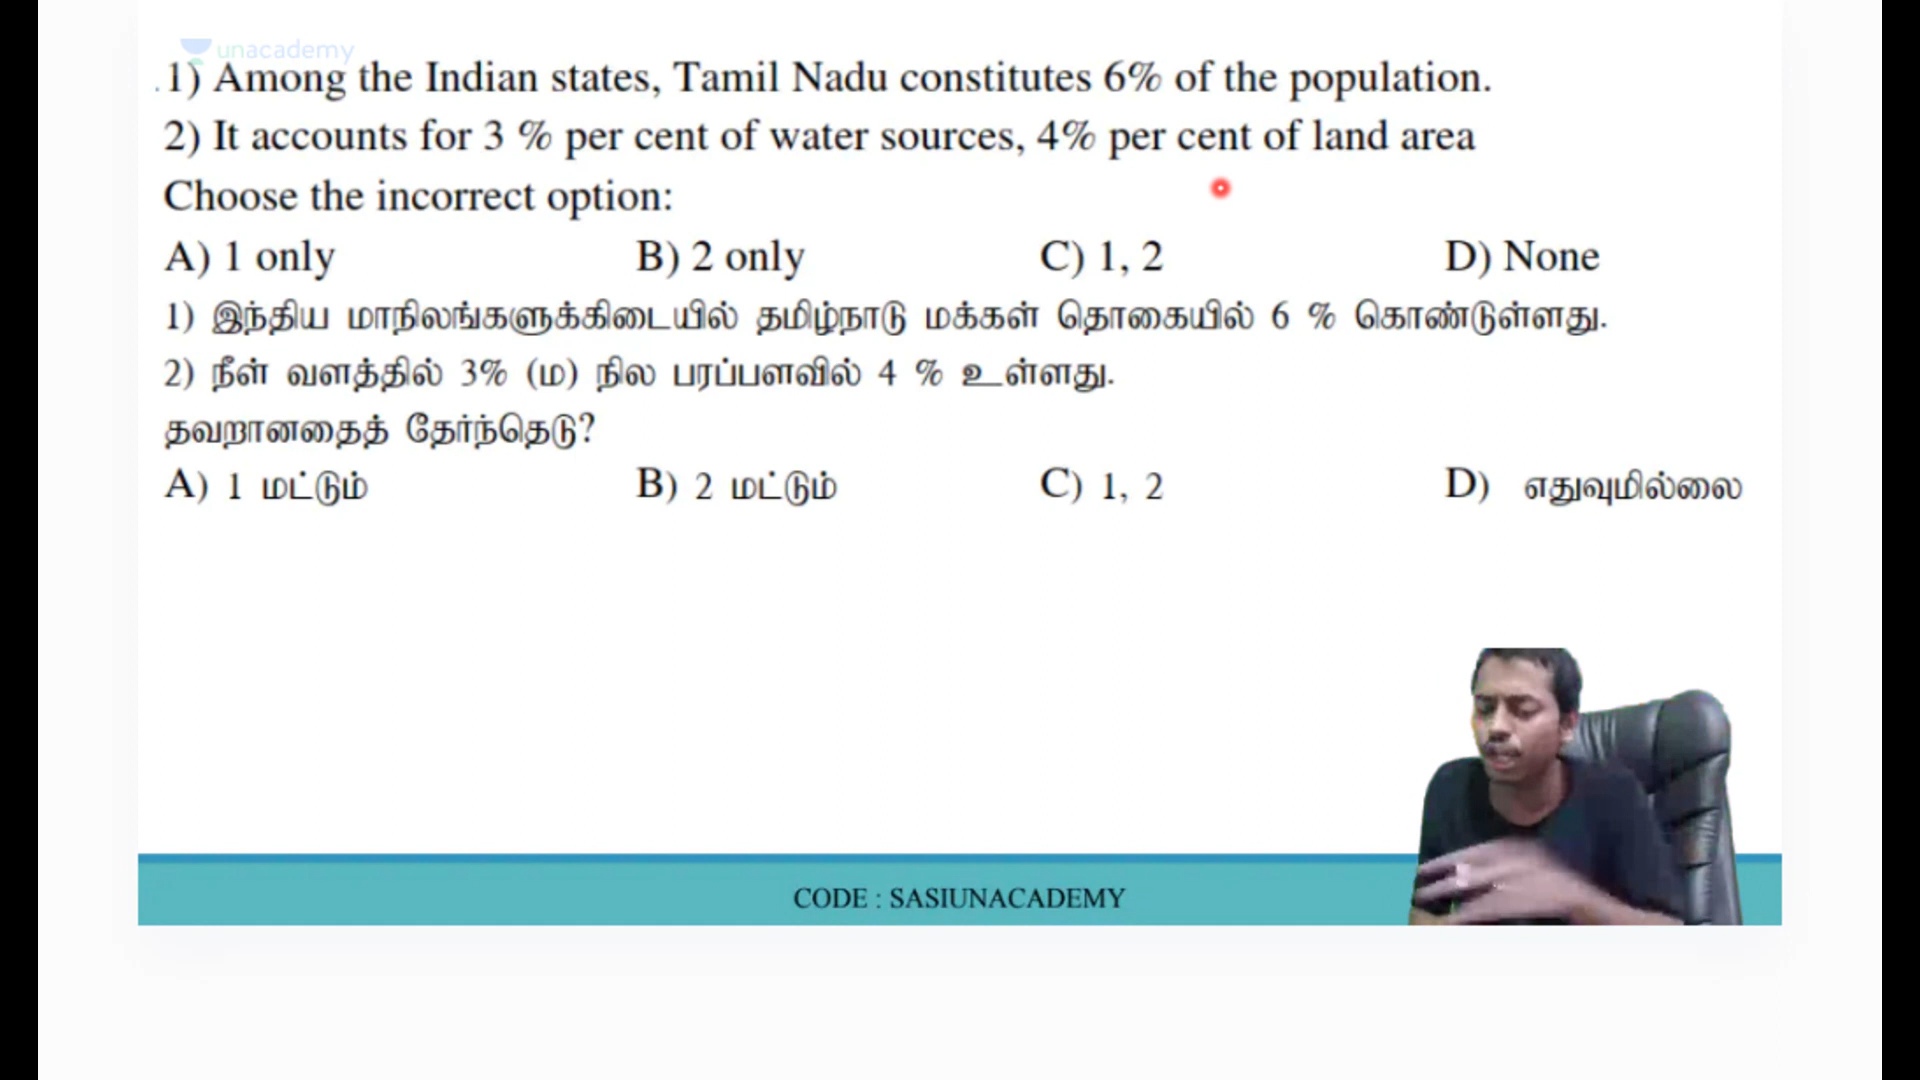 unacademy
.1) Among the Indian states, Tamil Nadu constitutes 6% of the population.
2) It accounts for 3 % per cent of water sources, 4% per cent of land area
Choose the incorrect option:
A) 1 only B) 2 only C) 1, 2 D) None
1) இந்திய மாநிலங்களுக்கிடையில் தமிழ்நாடு மக்கள் தொகையில் 6 % கொண்டுள்ளது.
2) நீள் வளத்தில் 3% (ம) நில பரப்பளவில் 4 % உள்ளது.
தவறானதைத் தேர்ந்தெடு?
A) 1 மட்டும் B) 2 மட்டும் C) 1, 2 D) எதுவுமில்லை
CODE : SASIUNACADEMY